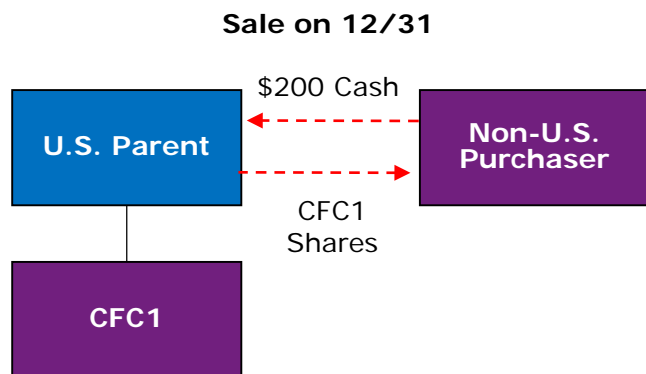 Sale on 12/31
$200 Cash
U.S. Parent
Non-U.S.
Purchaser
CFC1
Shares
CFC1